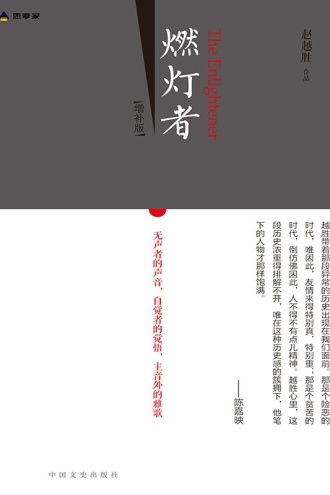 思享家
燃灯者
The Enlightener
增补版
赵越胜
作品
越胜带着那段异常的历史出现在我们面前。那是个险恶的
时代，唯因此，友情来得特别真，特别重；那是个贫苦的
时代，倒仿佛因此，人不得不有点儿精神。越胜心里，这
段历史浓重得排解不开，唯在这种历史感的簇拥下，他笔
下的人物才那样饱满。
——陈嘉映
无声者的声音，自觉者的觉悟，主音外的雅歌
中国文史出版社